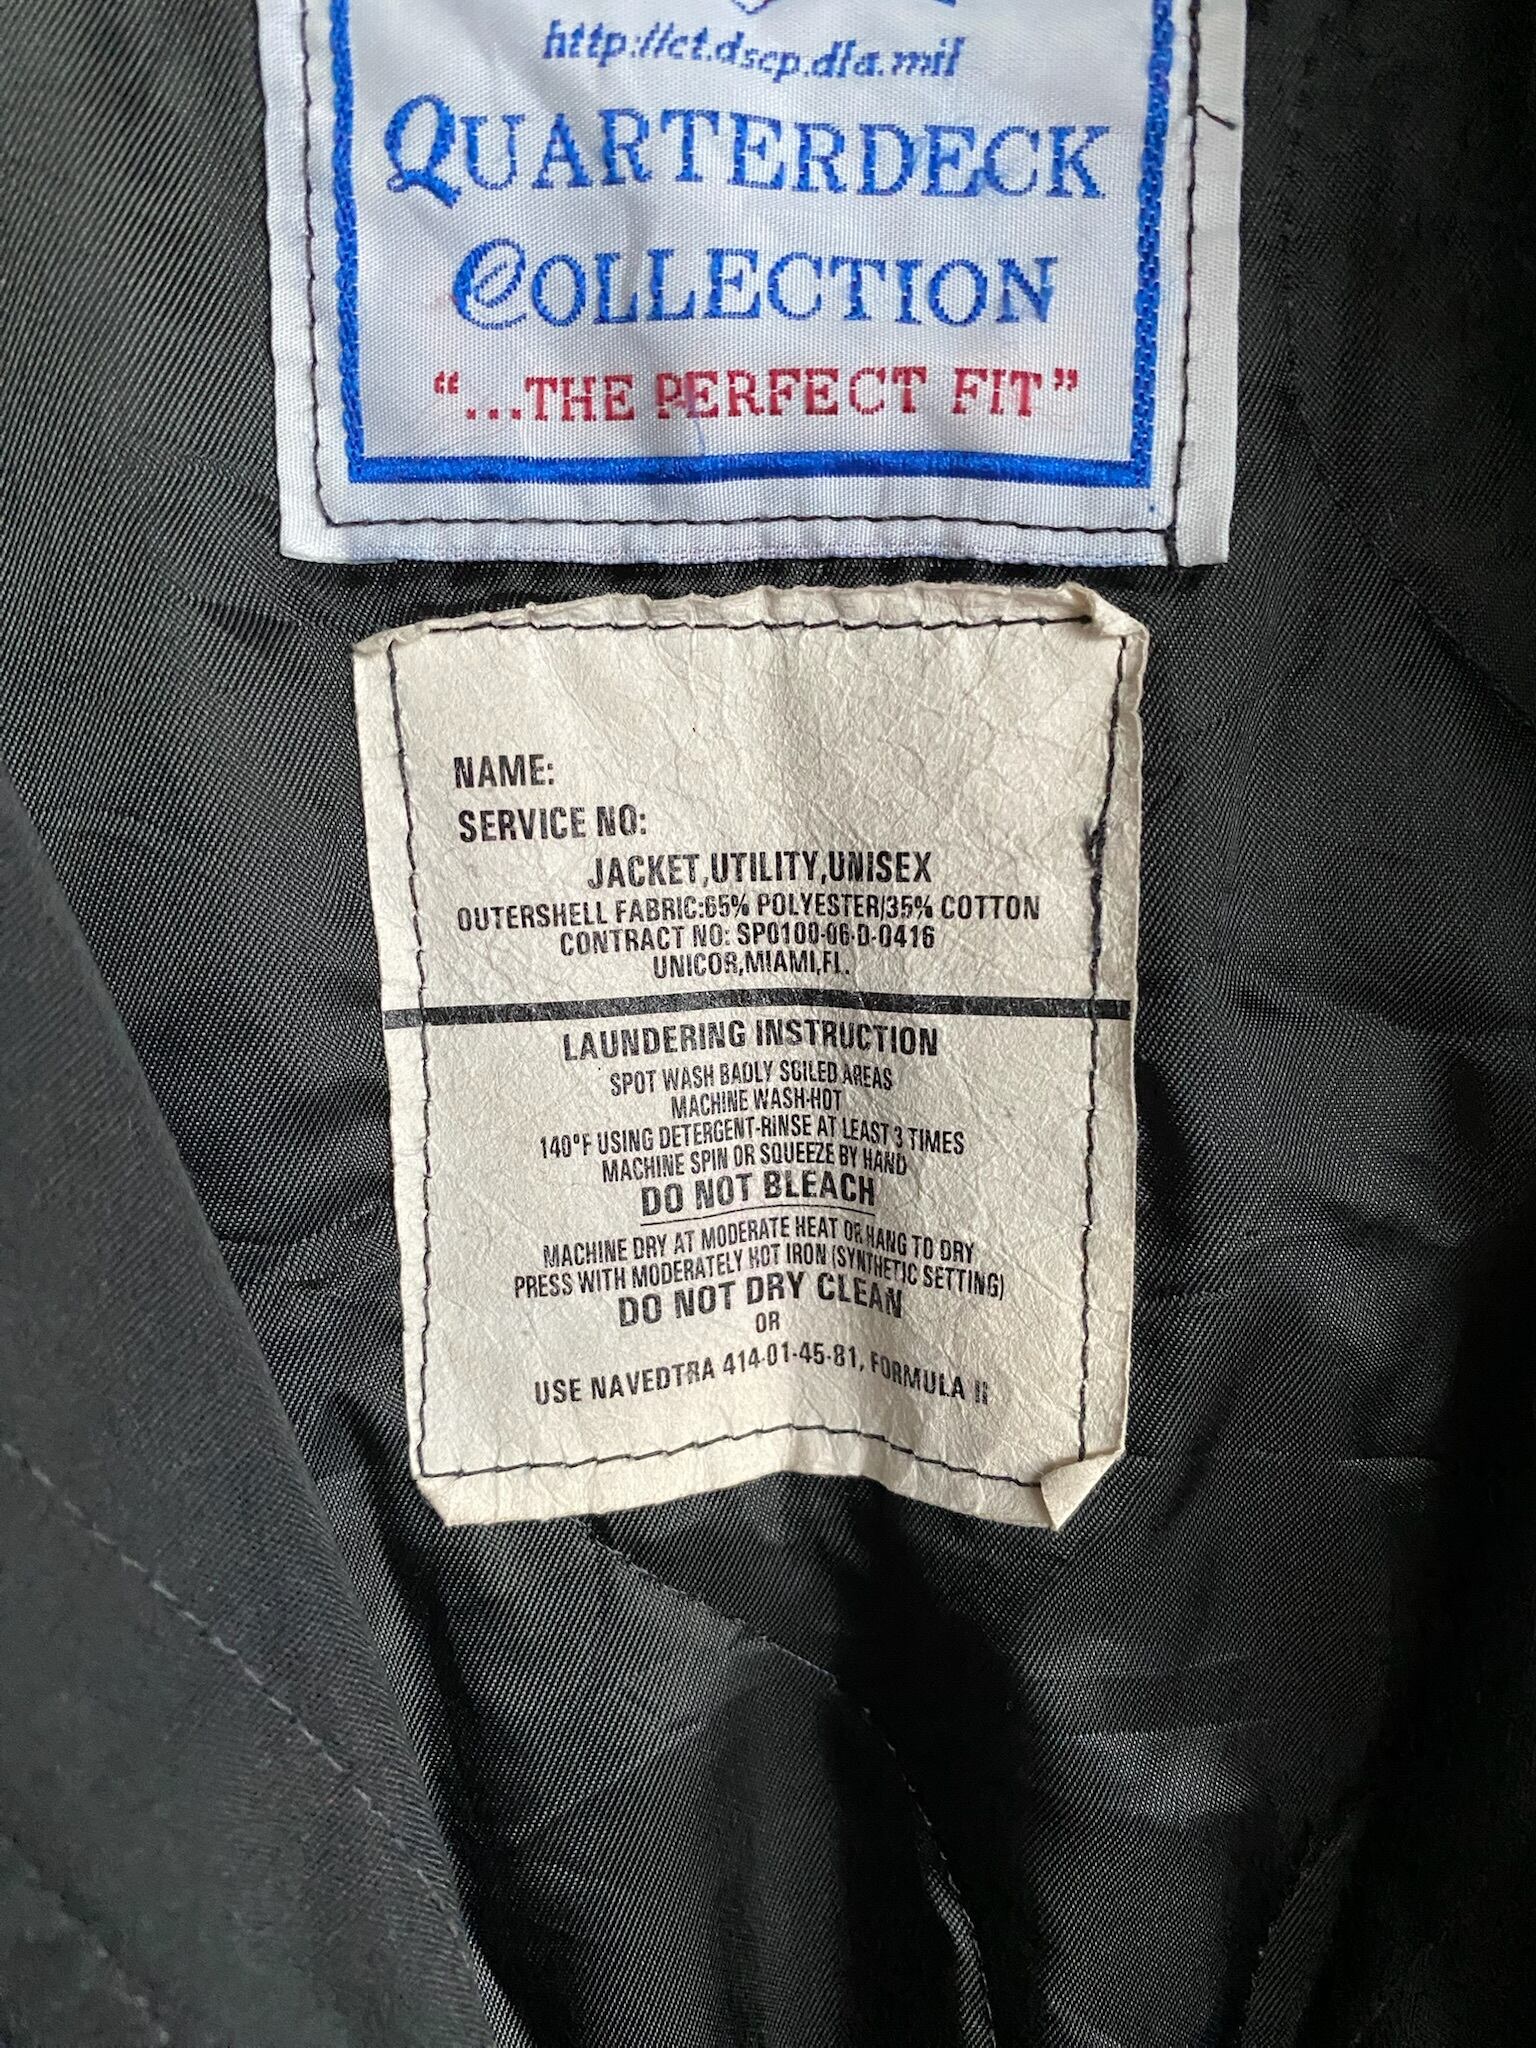 http://ct.dscp.dla.mil
QUARTERDECK
COLLECTION
"...THE PERFECT FIT"
NAME:
SERVICE NO:
JACKET,UTILITY,UNISEX
OUTERSHELL FABRIC:65% POLYESTER/35% COTTON
CONTRACT NO: SP0100-06-D-0416
UNICOR,MIAMI,FL.
LAUNDERING INSTRUCTION
SPOT WASH BADLY SOILED AREAS
MACHINE WASH-HOT
140°F USING DETERGENT-RINSE AT LEAST 3 TIMES
MACHINE SPIN OR SQUEEZE BY HAND
DO NOT BLEACH
MACHINE DRY AT MODERATE HEAT OR HANG TO DRY
PRESS WITH MODERATELY HOT IRON (SYNTHETIC SETTING)
DO NOT DRY CLEAN
OR
USE NAVEDTRA 414-01-45-81, FORMULA II